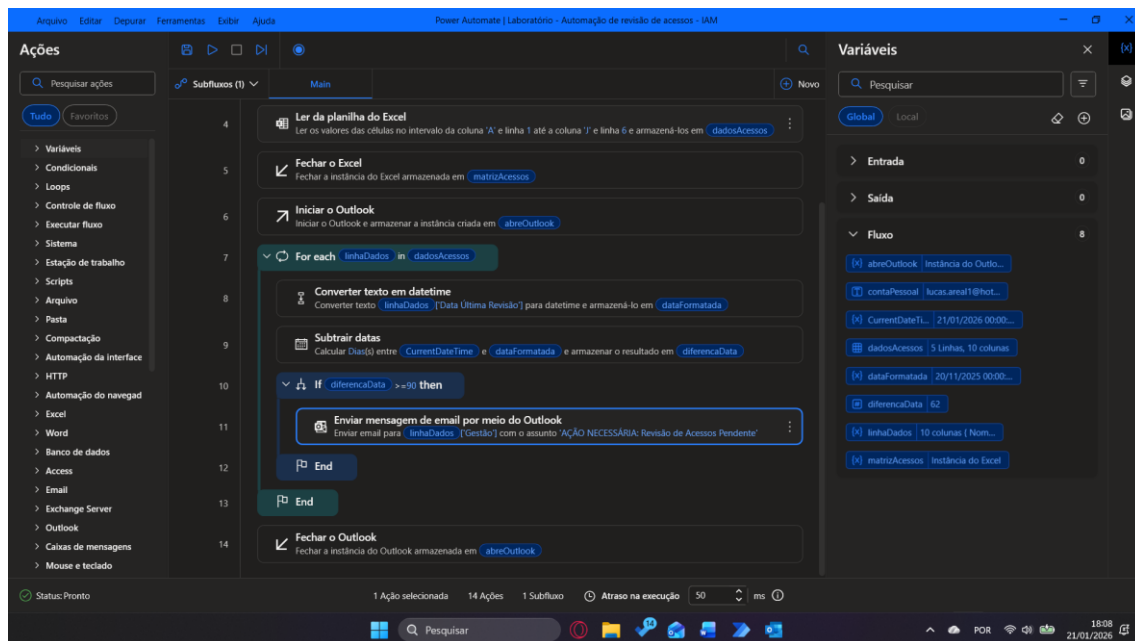 Arquivo Editar Depurar Ferramentas Exibir Ajuda
Power Automate | Laboratório - Automação de revisão de acessos - IAM
Ações
Pesquisar ações
Tudo Favoritos
Variáveis
Condicionais
Loops
Controle de fluxo
Executar fluxo
Sistema
Estação de trabalho
Scripts
Arquivo
Pasta
Compactação
Automação da interface
HTTP
Automação do navegad
Excel
Word
Banco de dados
Access
Email
Exchange Server
Outlook
Caixas de mensagens
Mouse e teclado
Subfluxos (1) Main Novo
4 Ler da planilha do Excel
Ler os valores das células no intervalo da coluna 'A' e linha 1 até a coluna 'J' e linha 6 e armazená-los em dadosAcessos
5 Fechar o Excel
Fechar a instância do Excel armazenada em matrizAcessos
6 Iniciar o Outlook
Iniciar o Outlook e armazenar a instância criada em abreOutlook
7 For each linhaDados in dadosAcessos
8 Converter texto em datetime
Converter texto linhaDados ['Data Última Revisão'] para datetime e armazená-lo em dataFormatada
9 Subtrair datas
Calcular Dias(s) entre CurrentDateTime e dataFormatada e armazenar o resultado em diferencaData
10 If diferencaData >=90 then
11 Enviar mensagem de email por meio do Outlook
Enviar email para linhaDados ['Gestão'] com o assunto 'AÇÃO NECESSÁRIA: Revisão de Acessos Pendente'
12 End
13 End
14 Fechar o Outlook
Fechar a instância do Outlook armazenada em abreOutlook
Variáveis
Pesquisar
Global Local
Entrada 0
Saída 0
Fluxo 8
{x} abreOutlook Instância do Outlo...
contaPessoal lucas.areal1@hot...
{x} CurrentDateTi... 21/01/2026 00:00:...
dadosAcessos 5 Linhas, 10 colunas
{x} dataFormatada 20/11/2025 00:00:...
diferencaData 62
{x} linhaDados 10 colunas { Nom...
{x} matrizAcessos Instância do Excel
{x}
Status: Pronto 1 Ação selecionada 14 Ações 1 Subfluxo Atraso na execução 50 ms
Pesquisar 14 POR 18:08
21/01/2026